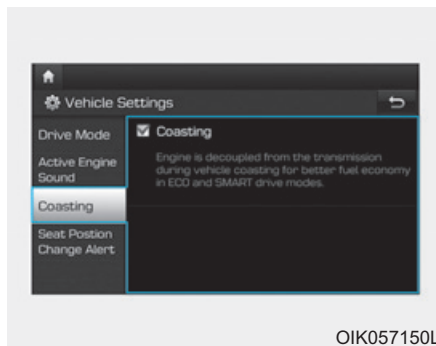 Vehicle Settings
Drive Mode
Active Engine
Sound
Coasting
Seat Postion
Change Alert
Coasting
Engine is decoupled from the transmission
during vehicle coasting for better fuel economy
in ECO and SMART drive modes.
OIK057150L